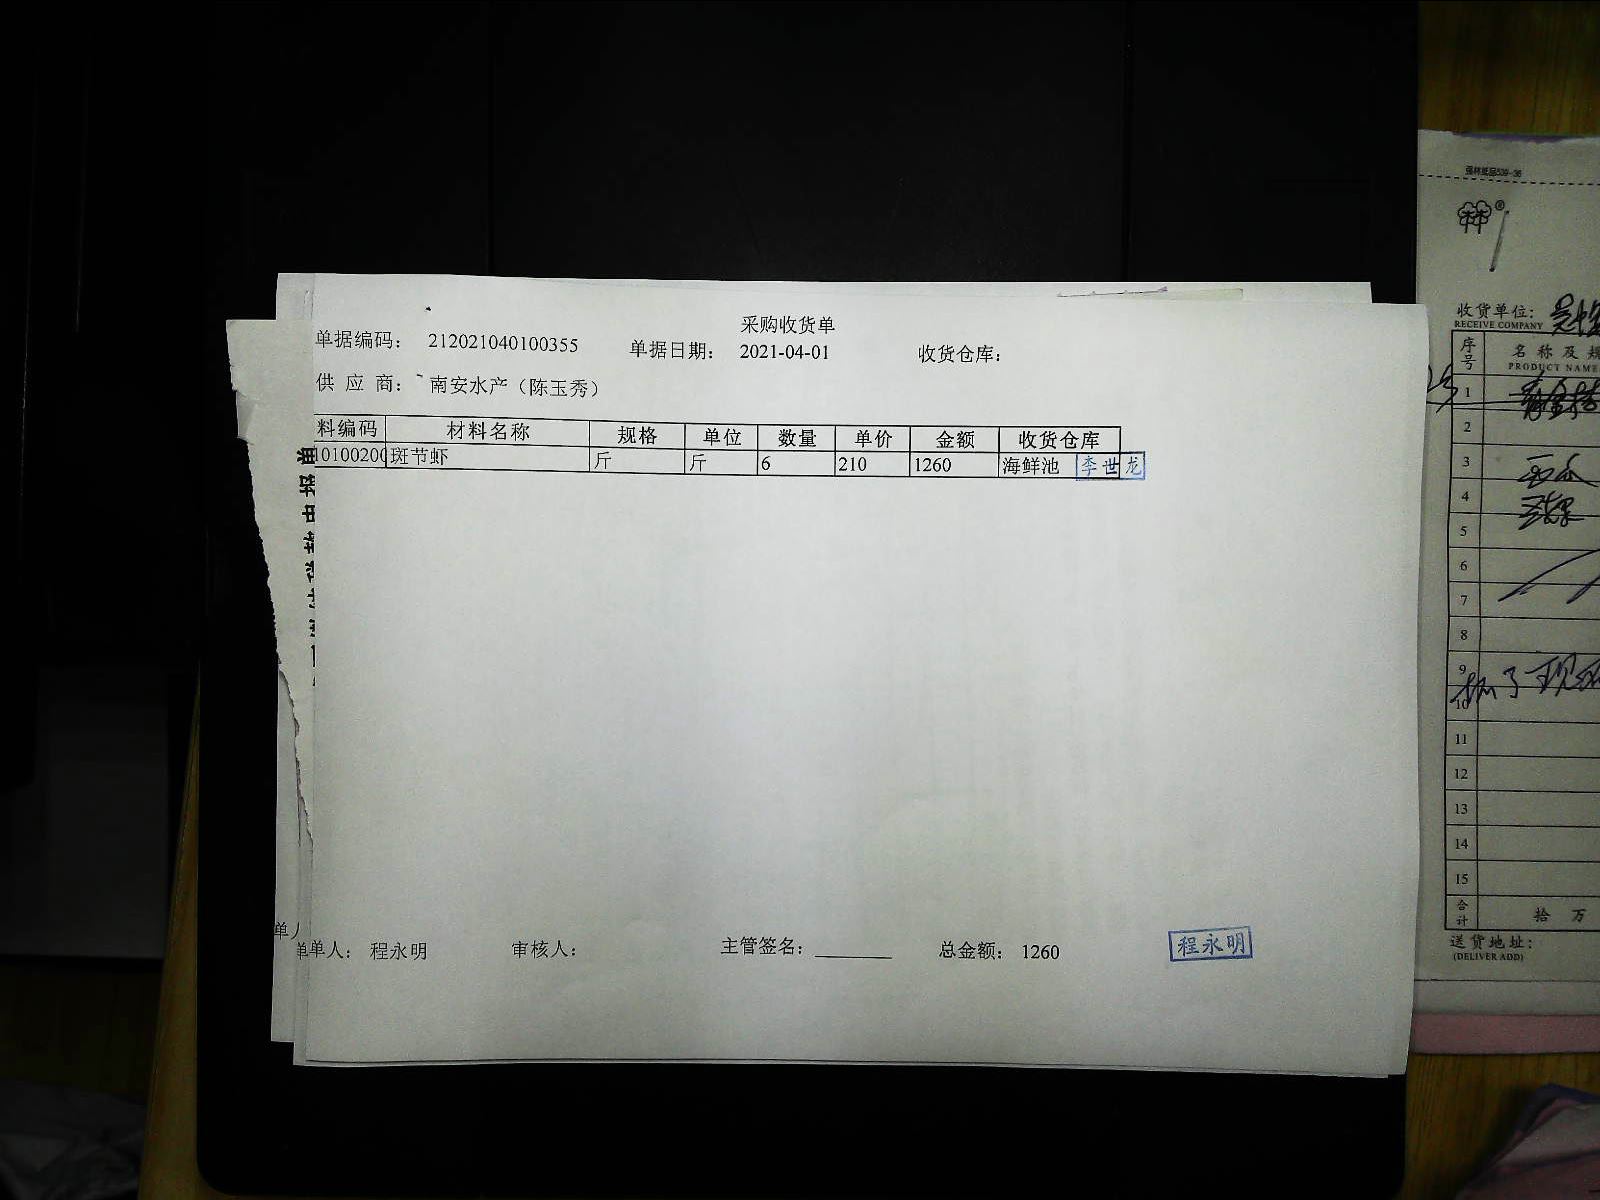 采购收货单
单据编码： 212021040100355 单据日期： 2021-04-01 收货仓库：
供 应 商： 南安水产（陈玉秀）
料编码 材料名称 规格 单位 数量 单价 金额 收货仓库
10100200 斑节虾 斤 斤 6 210 1260 海鲜池 李世龙
单人： 程永明 审核人： 主管签名： 总金额： 1260
程永明
收货单位：
RECEIVE COMPANY
序号 名 称 及 规
PRODUCT NAME
1
2
3
4
5
6
7
8
9
10
11
12
13
14
15
合计 拾 万
送货地址：
(DELIVER ADD)